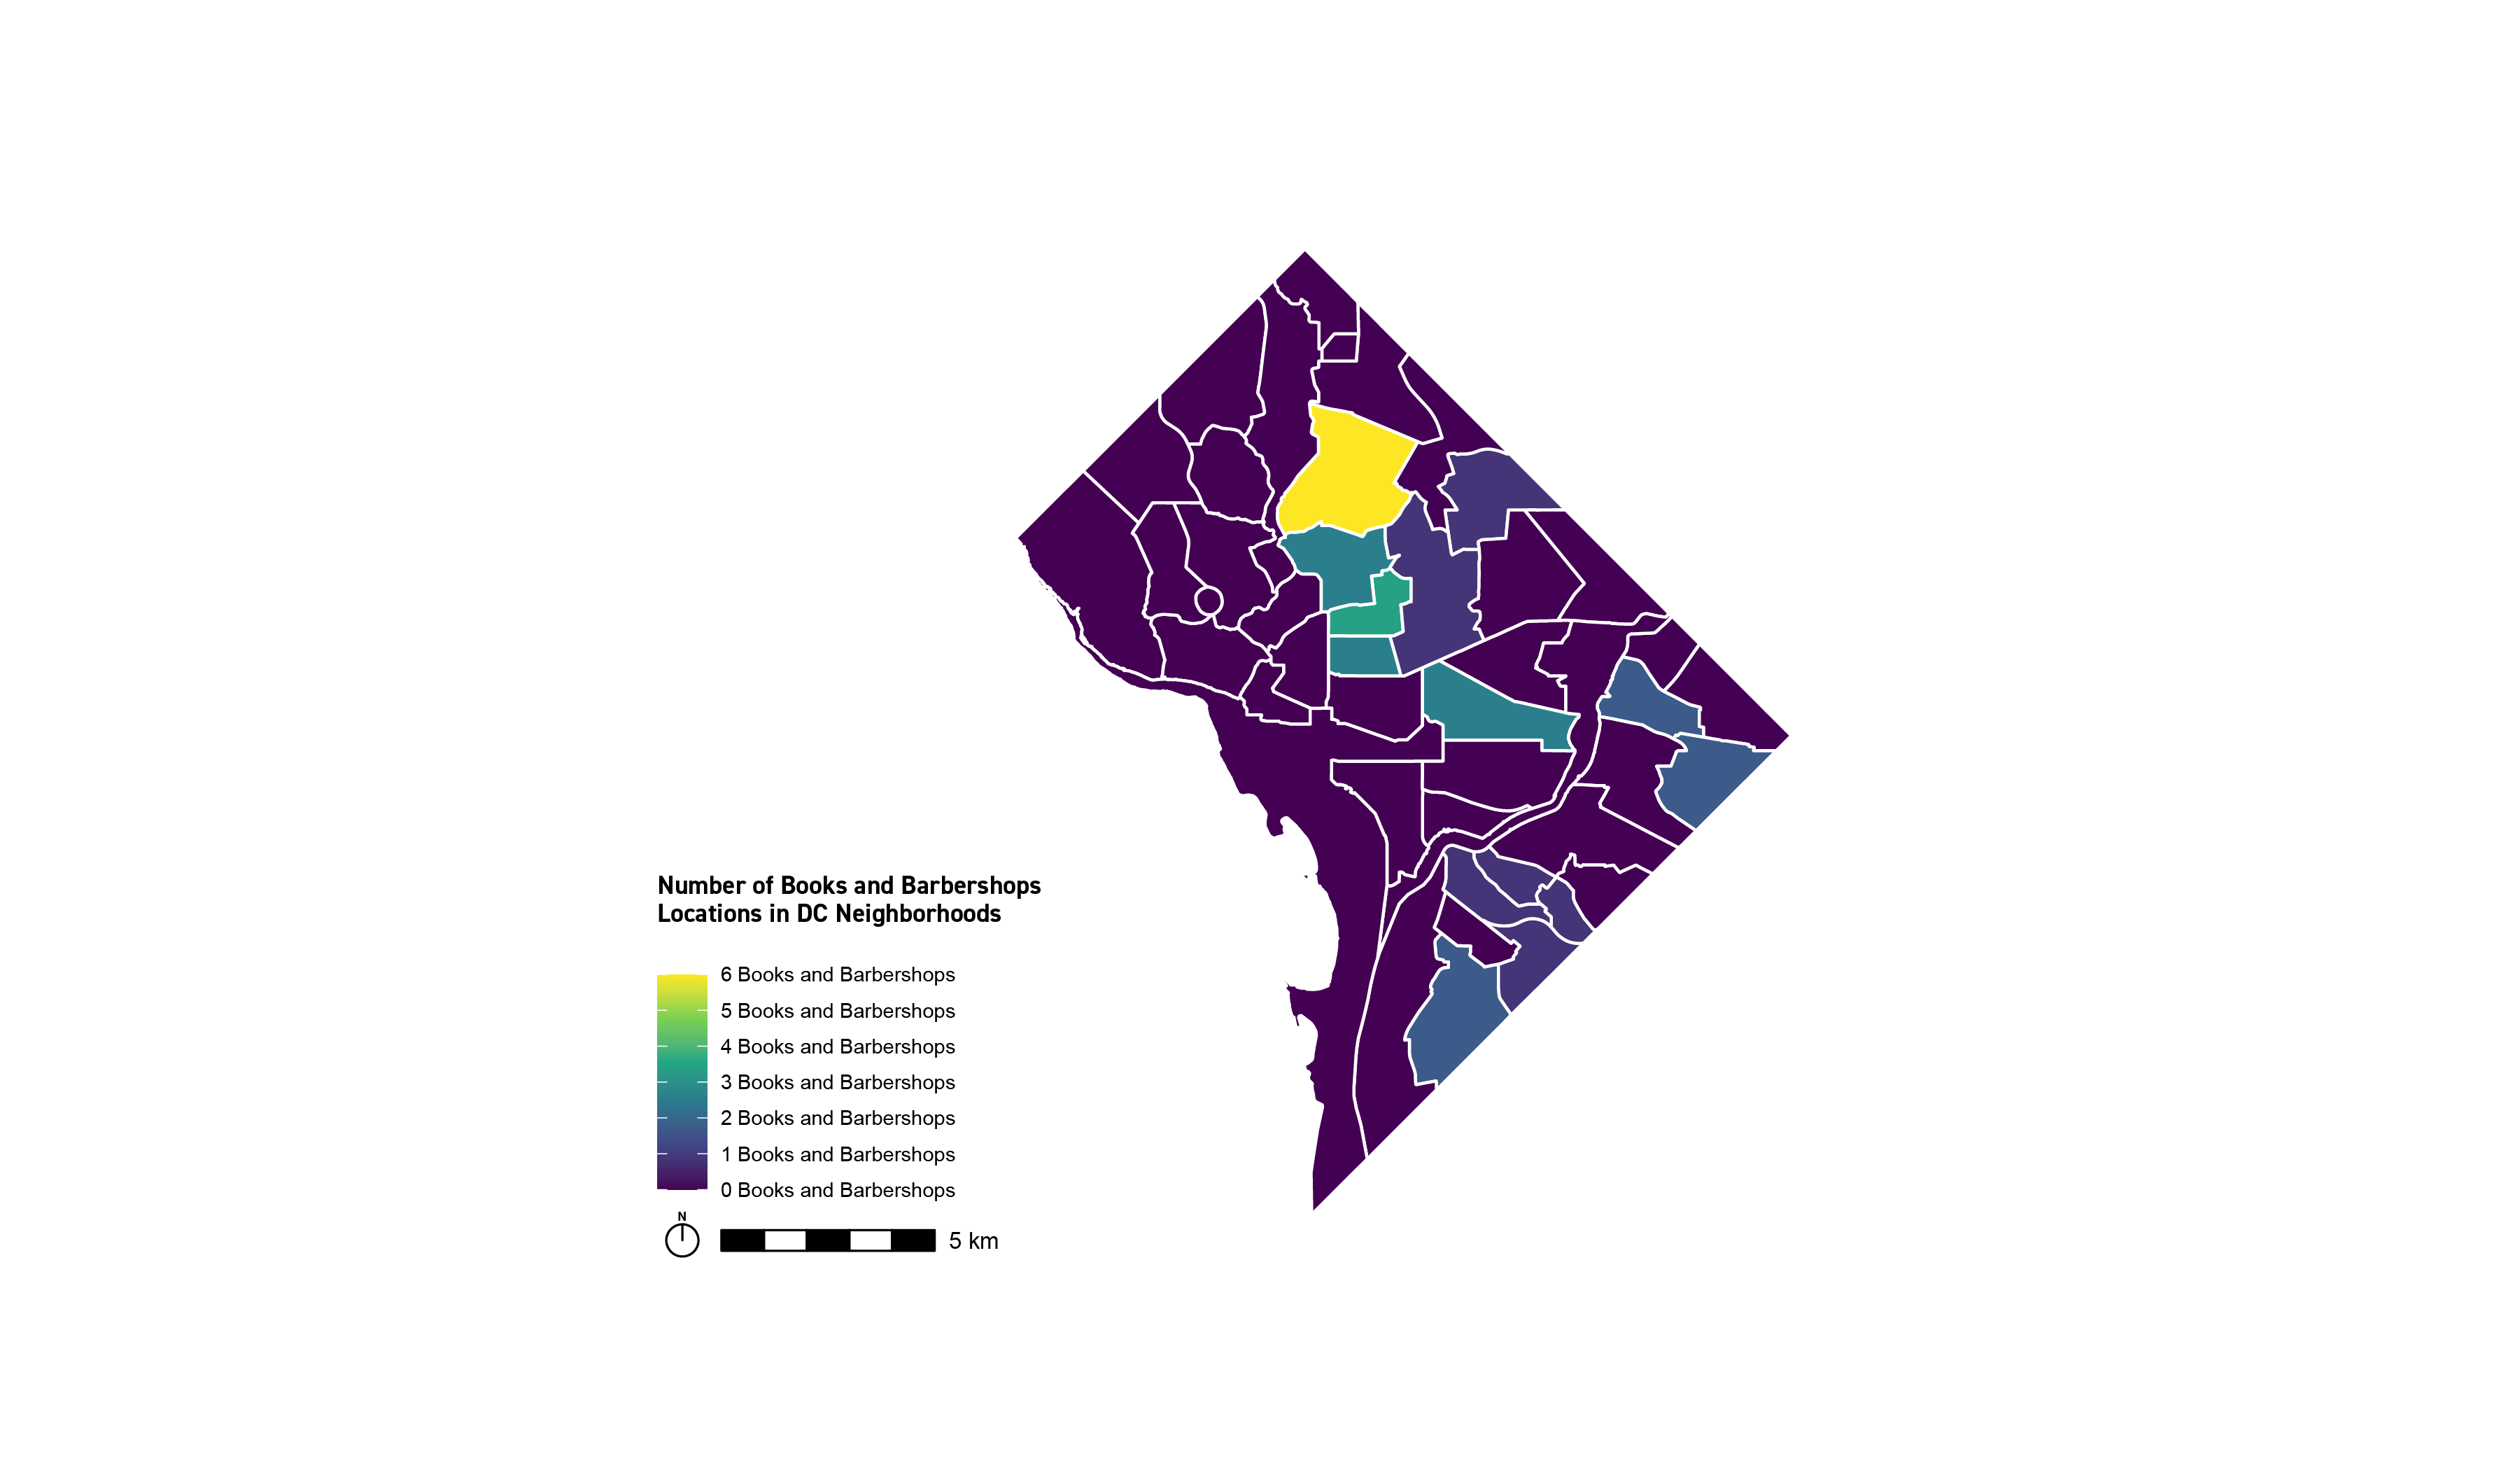 Number of Books and Barbershops
Locations in DC Neighborhoods
6 Books and Barbershops
5 Books and Barbershops
4 Books and Barbershops
3 Books and Barbershops
2 Books and Barbershops
1 Books and Barbershops
0 Books and Barbershops
N
5 km